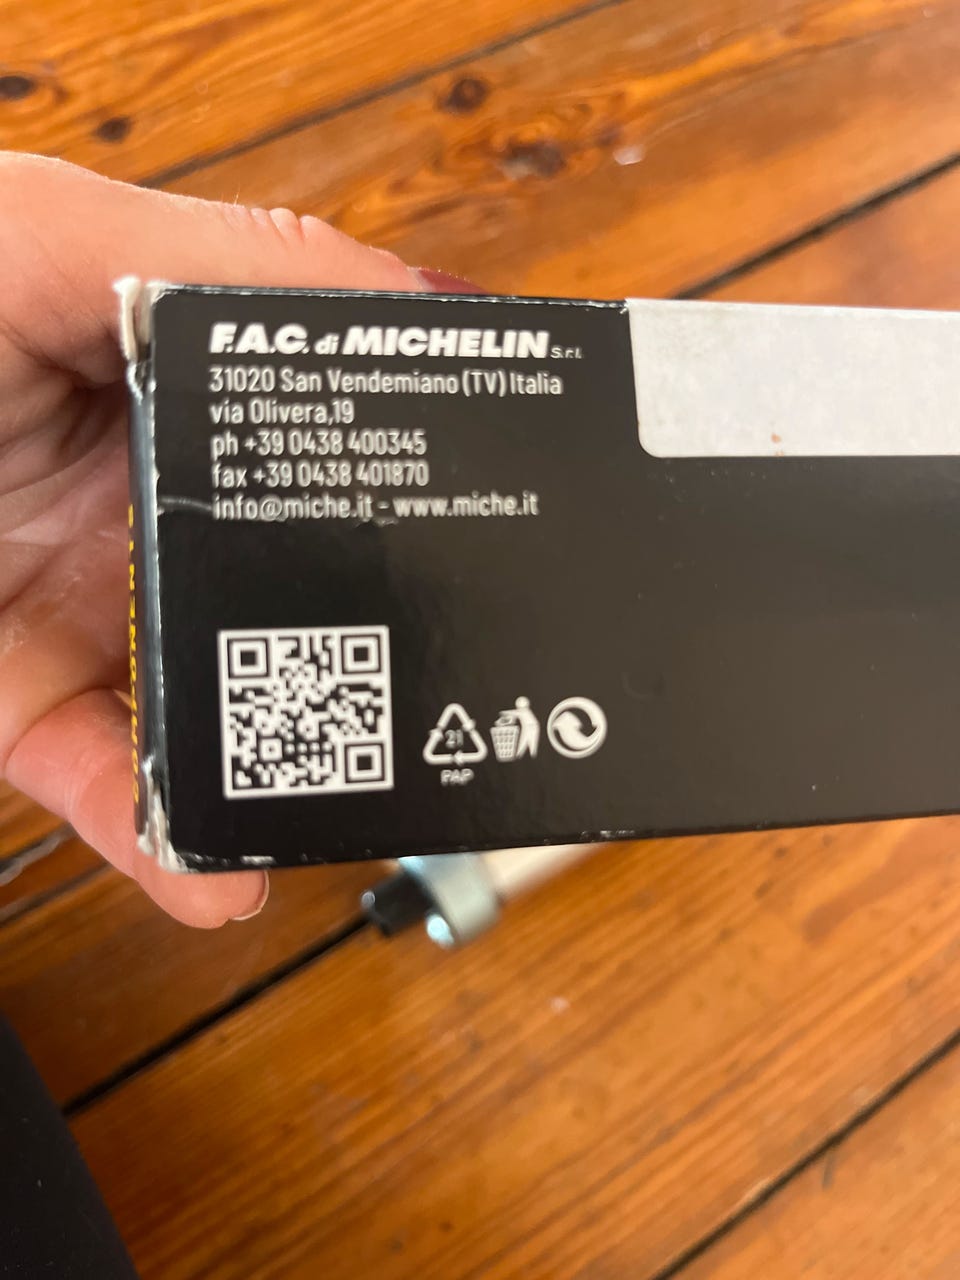 F.A.C. di MICHELIN S.r.l.
31020 San Vendemiano (TV) Italia
via Olivera,19
ph +39 0438 400345
fax +39 0438 401870
info@miche.it - www.miche.it
21
PAP
COMPONENTS